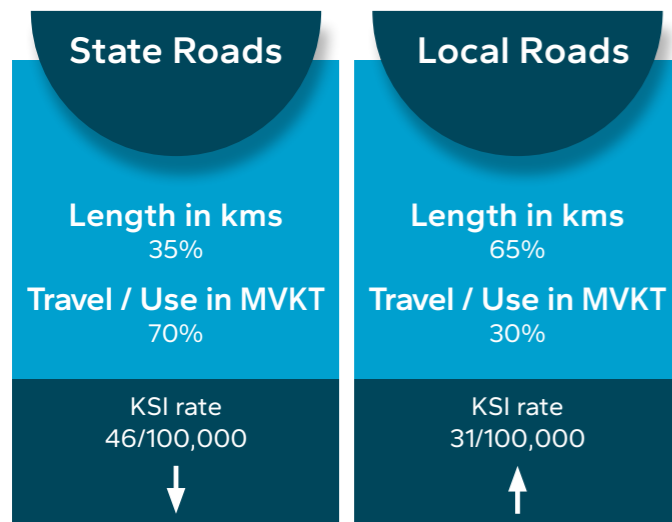 State Roads
Length in kms
35%
Travel / Use in MVKT
70%
KSI rate
46/100,000
Local Roads
Length in kms
65%
Travel / Use in MVKT
30%
KSI rate
31/100,000